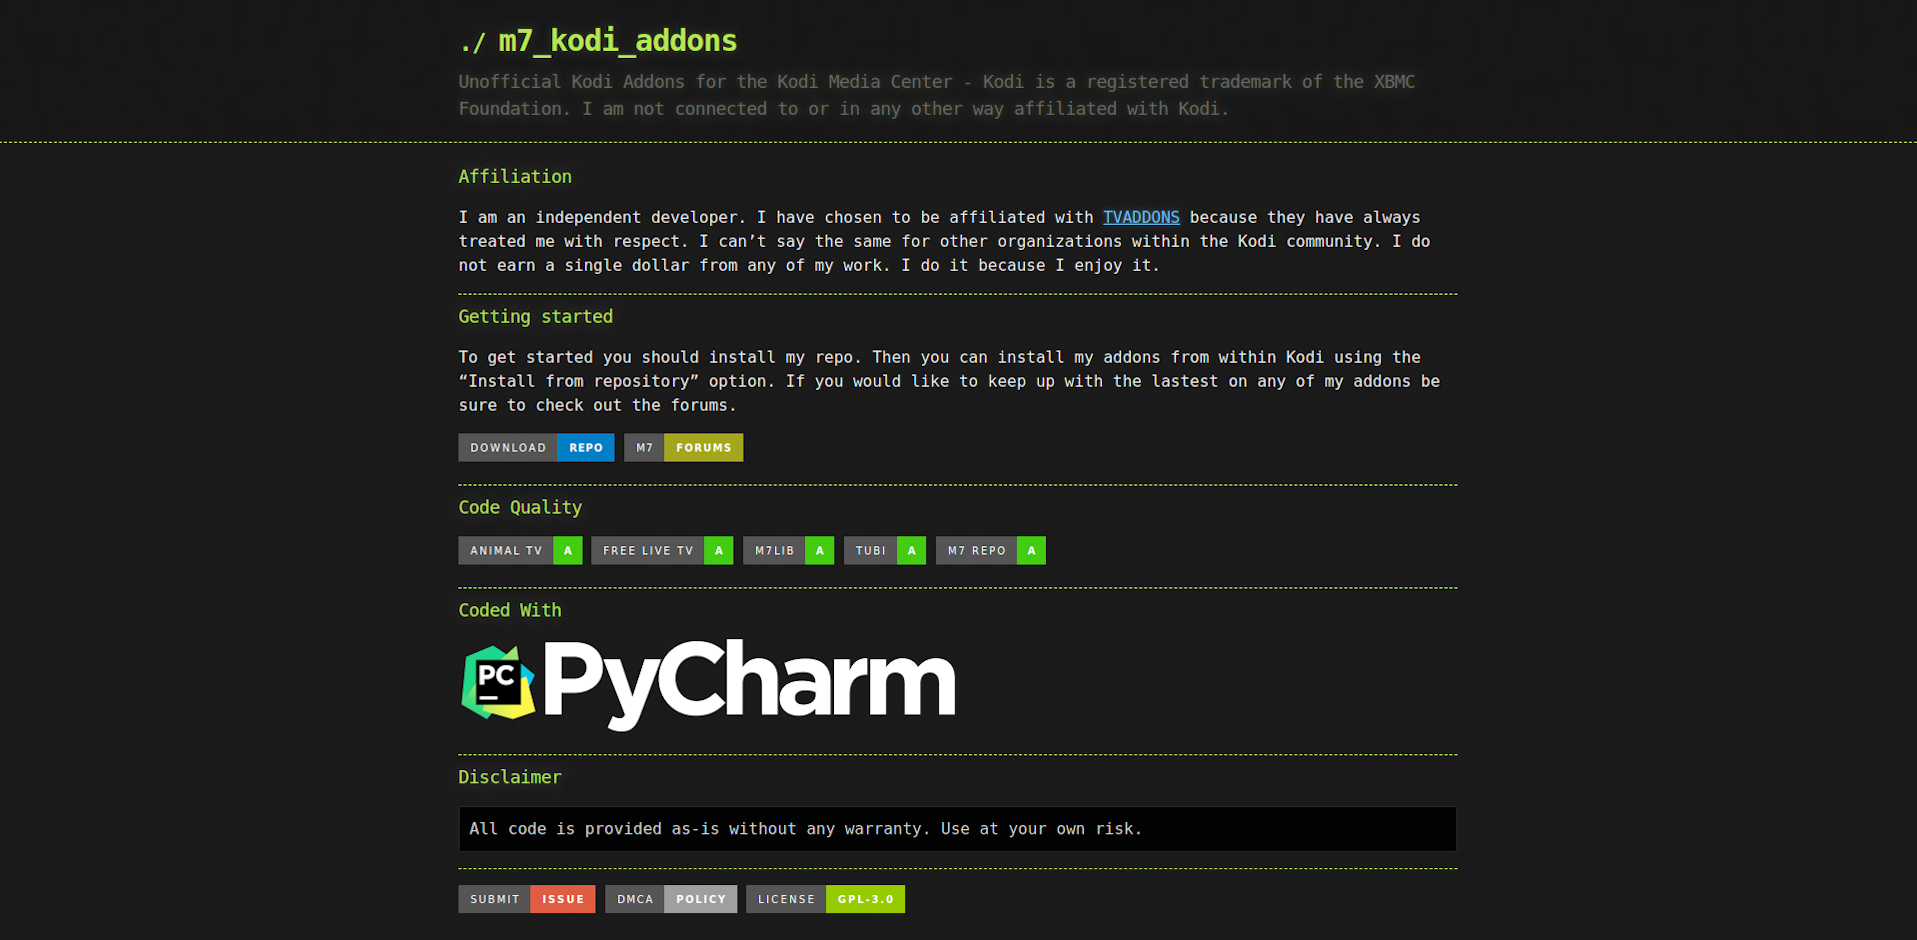 ./ m7_kodi_addons
Unofficial Kodi Addons for the Kodi Media Center - Kodi is a registered trademark of the XBMC
Foundation. I am not connected to or in any other way affiliated with Kodi.
Affiliation
I am an independent developer. I have chosen to be affiliated with TVADDONS because they have always
treated me with respect. I can’t say the same for other organizations within the Kodi community. I do
not earn a single dollar from any of my work. I do it because I enjoy it.
Getting started
To get started you should install my repo. Then you can install my addons from within Kodi using the
“Install from repository” option. If you would like to keep up with the lastest on any of my addons be
sure to check out the forums.
DOWNLOAD REPO M7 FORUMS
Code Quality
ANIMAL TV A FREE LIVE TV A M7LIB A TUBI A M7 REPO A
Coded With
PC PyCharm
Disclaimer
All code is provided as-is without any warranty. Use at your own risk.
SUBMIT ISSUE DMCA POLICY LICENSE GPL-3.0